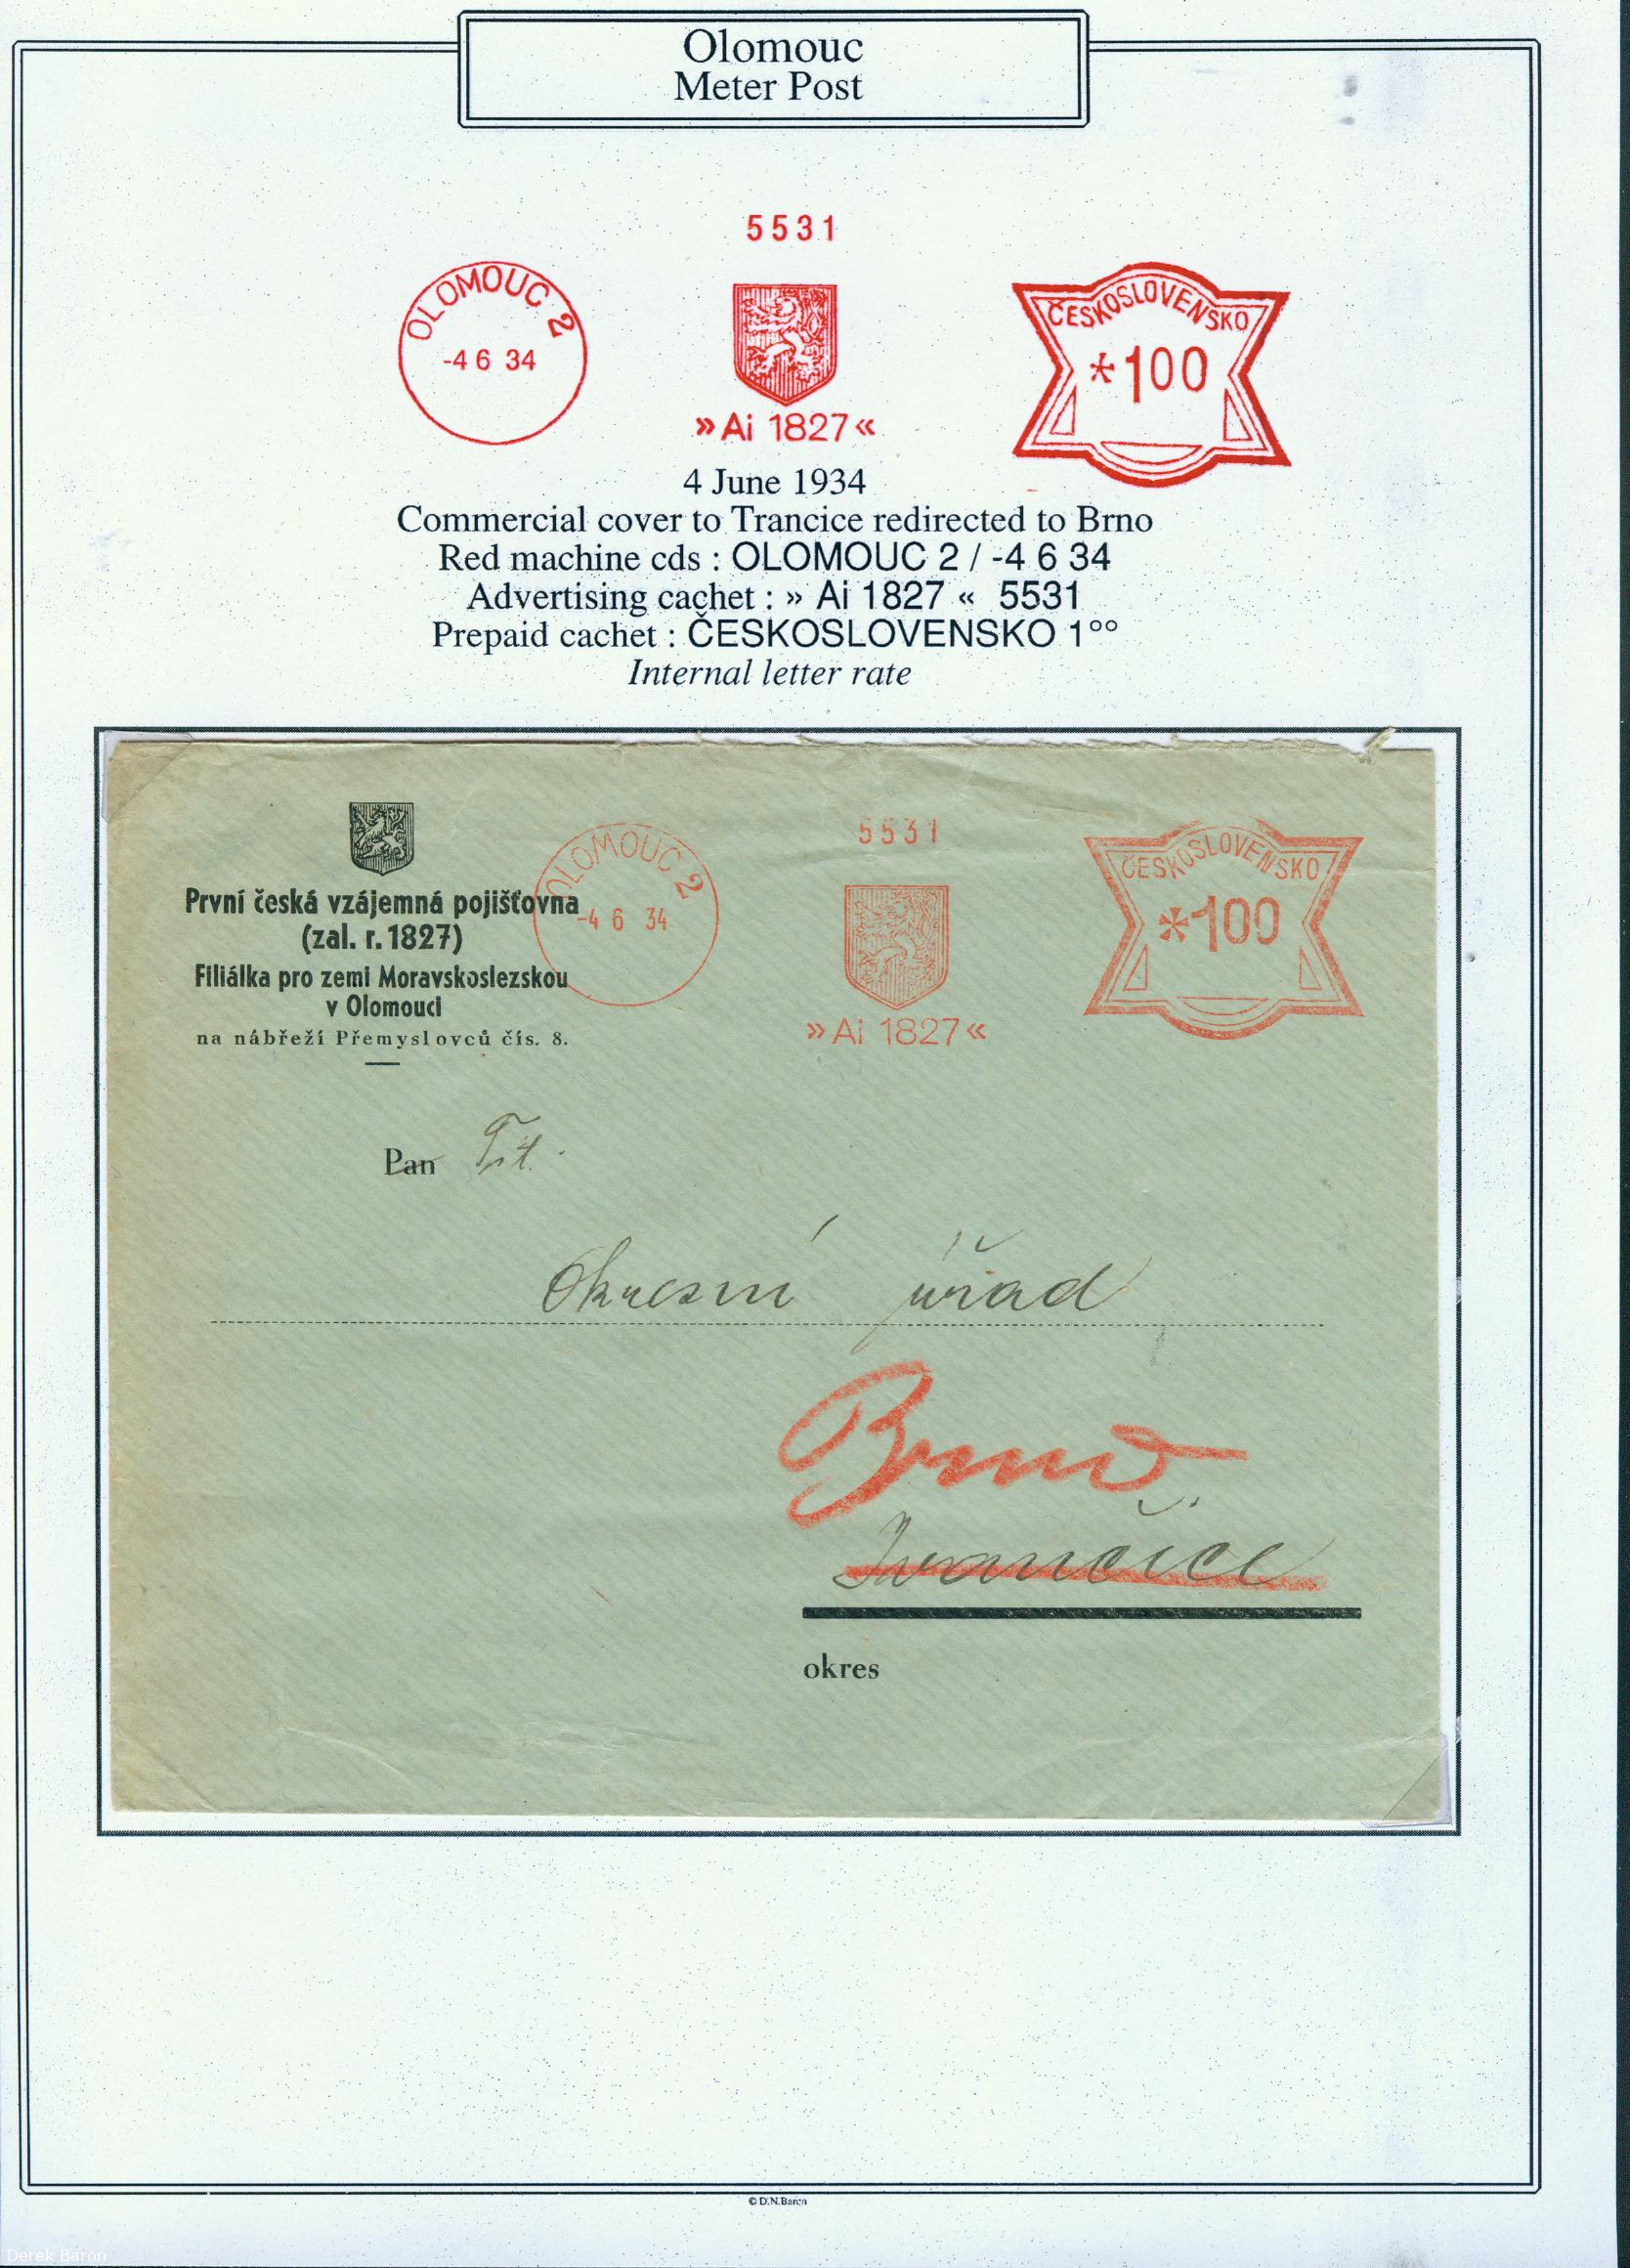 Olomouc
Meter Post
5531
OLOMOUC 2
-4 6 34
» Ai 1827 «
ČESKOSLOVENSKO
*100
4 June 1934
Commercial cover to Trancice redirected to Brno
Red machine cds : OLOMOUC 2 / -4 6 34
Advertising cachet : » Ai 1827 « 5531
Prepaid cachet : ČESKOSLOVENSKO 1°°
Internal letter rate
První česká vzájemná pojišťovna
(zal. r. 1827)
Filiálka pro zemi Moravskoslezskou
v Olomouci
na nábřeží Přemyslovců čís. 8.
OLOMOUC 2
-4 6 34
5531
» Ai 1827 «
ČESKOSLOVENSKO
*100
Pan Tit.
Okresní úřad
Brno
Ivančice
okres
© D.N.Baron
Derek Baron